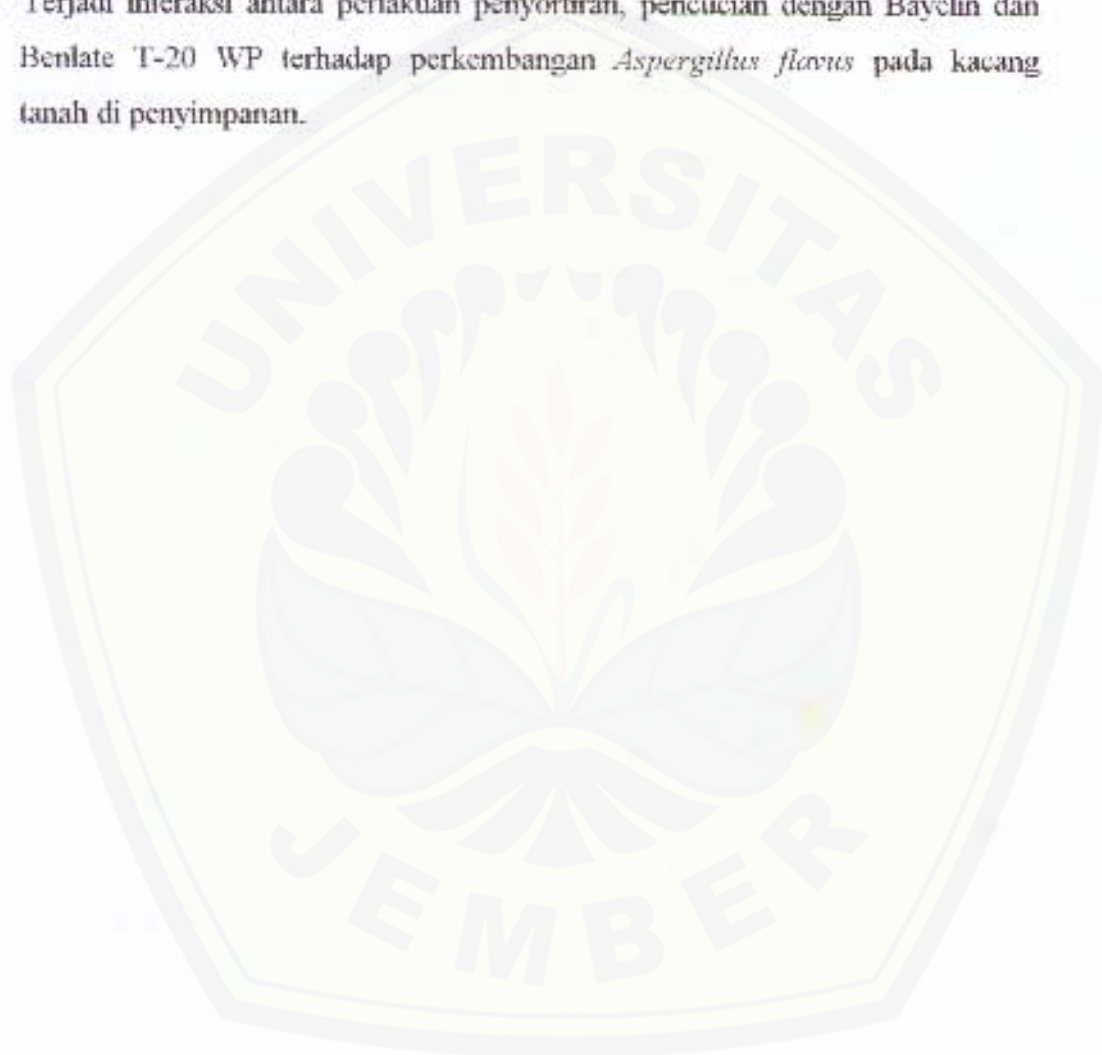 Terjadi interaksi antara perlakuan penyortiran, pencucian dengan Bayclin dan
Benlate T-20 WP terhadap perkembangan Aspergillus flavus pada kacang
tanah di penyimpanan.
UNIVERSITAS
JEMBER